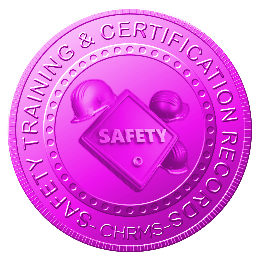 SAFETY TRAINING & CERTIFICATION RECORDS
-CHRMS-
SAFETY